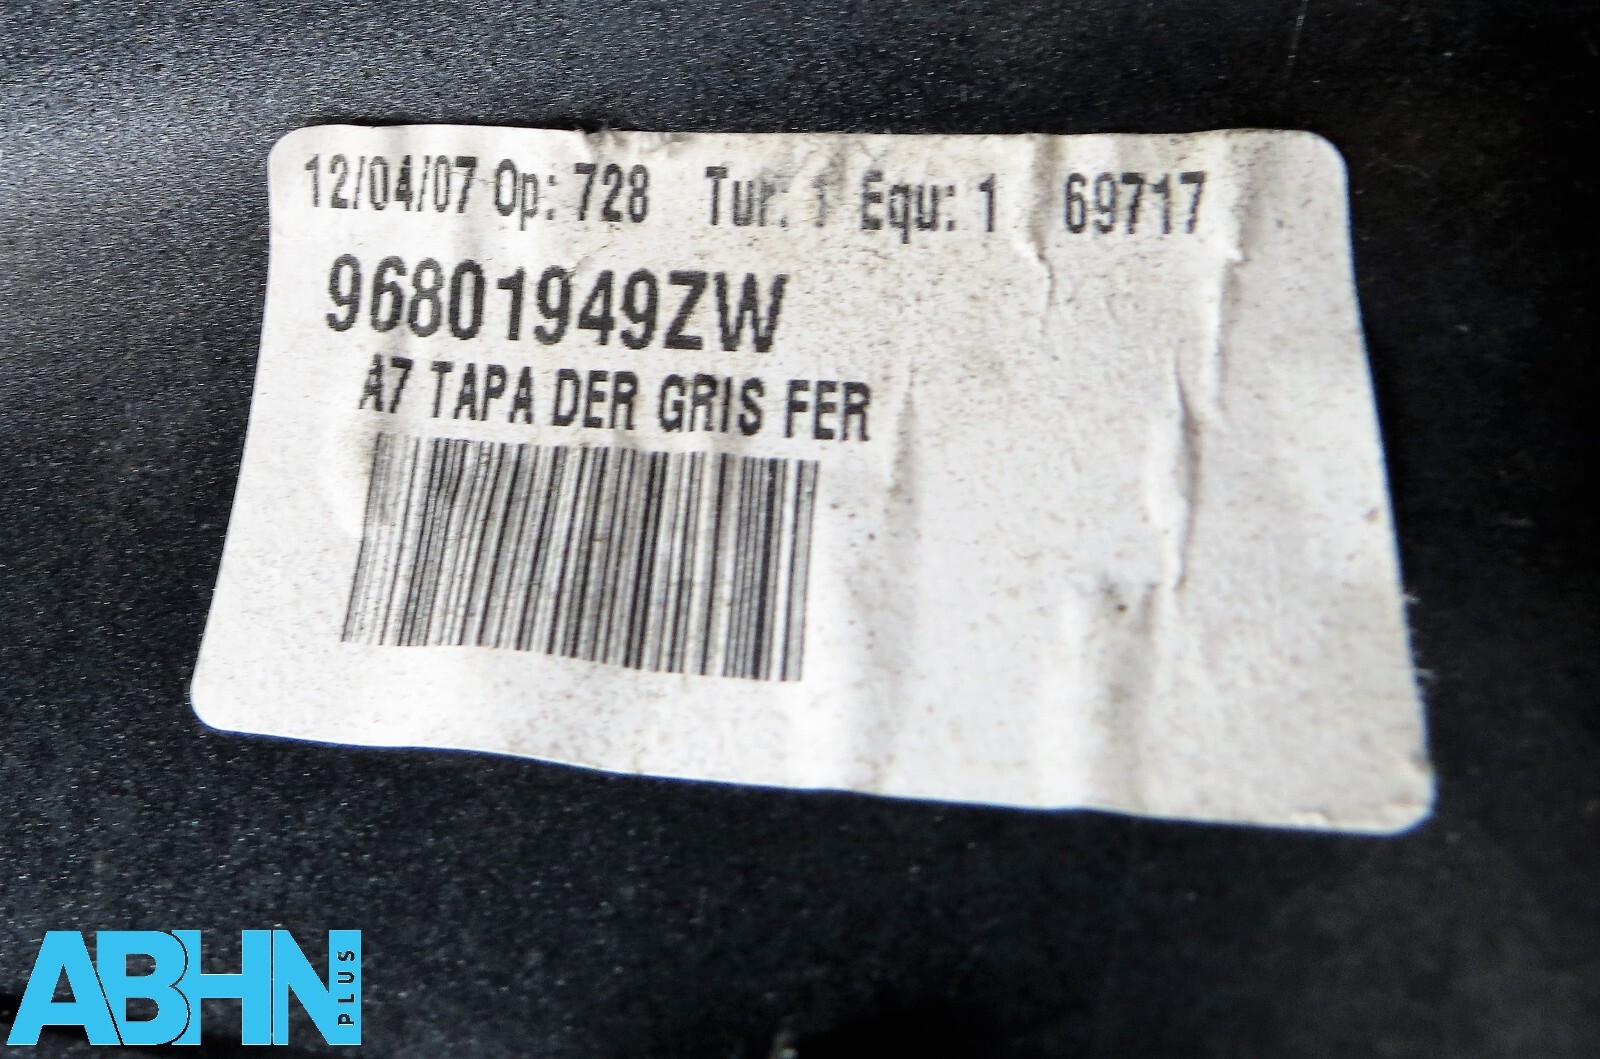 12/04/07 Op: 728 Tur: 1 Equ: 1 69717
96801949ZW
A7 TAPA DER GRIS FER
ABHN PLUS